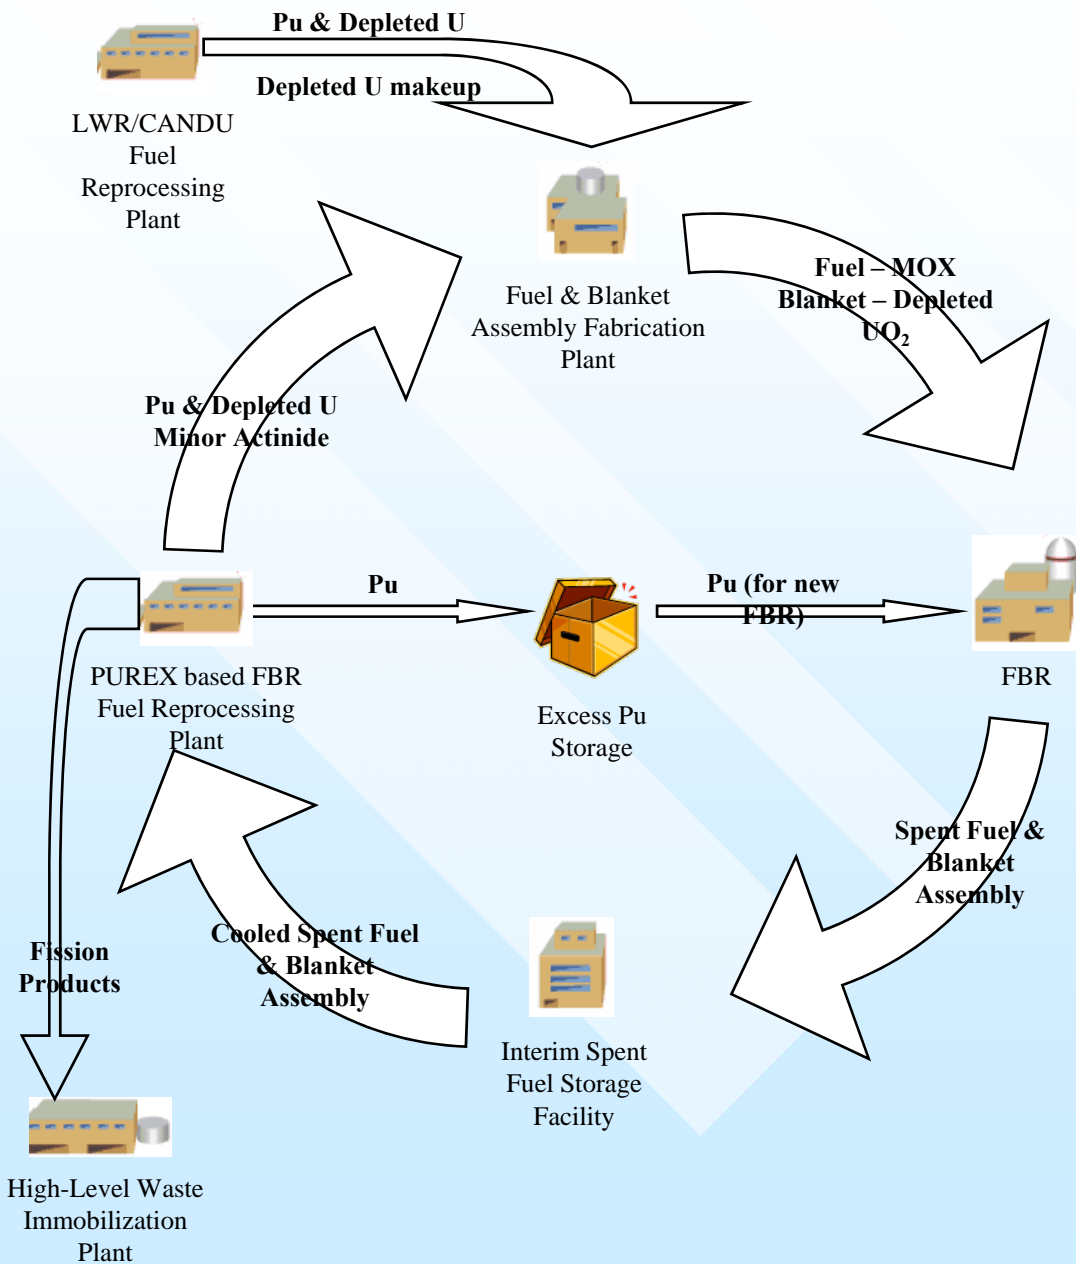 Pu & Depleted U
Depleted U makeup
LWR/CANDU
Fuel
Reprocessing
Plant
Fuel & Blanket
Assembly Fabrication
Plant
Fuel – MOX
Blanket – Depleted
UO₂
Pu & Depleted U
Minor Actinide
PUREX based FBR
Fuel Reprocessing
Plant
Pu
Excess Pu
Storage
Pu (for new
FBR)
FBR
Spent Fuel &
Blanket
Assembly
Cooled Spent Fuel
& Blanket
Assembly
Interim Spent
Fuel Storage
Facility
Fission
Products
High-Level Waste
Immobilization
Plant